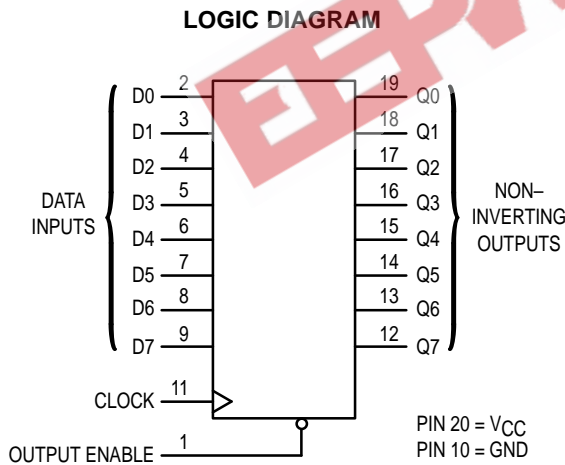 LOGIC DIAGRAM
D0 2 19 Q0
D1 3 18 Q1
D2 4 17 Q2
D3 5 16 Q3
D4 6 15 Q4
D5 7 14 Q5
D6 8 13 Q6
D7 9 12 Q7
DATA
INPUTS
NON–
INVERTING
OUTPUTS
CLOCK 11
OUTPUT ENABLE 1
PIN 20 = VCC
PIN 10 = GND